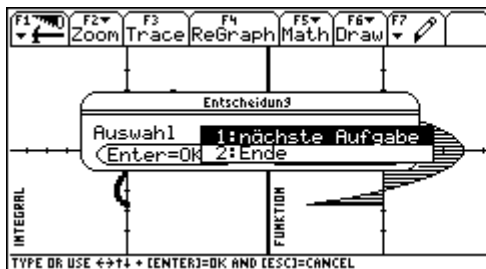 F1 F2 F3 F4 F5 F6 F7
Zoom Trace ReGraph Math Draw
Entscheidung
Auswahl
1:nächste Aufgabe
(Enter=OK
2:Ende
INTEGRAL
FUNKTION
TYPE OR USE ←→↑↓ + [ENTER]=OK AND [ESC]=CANCEL